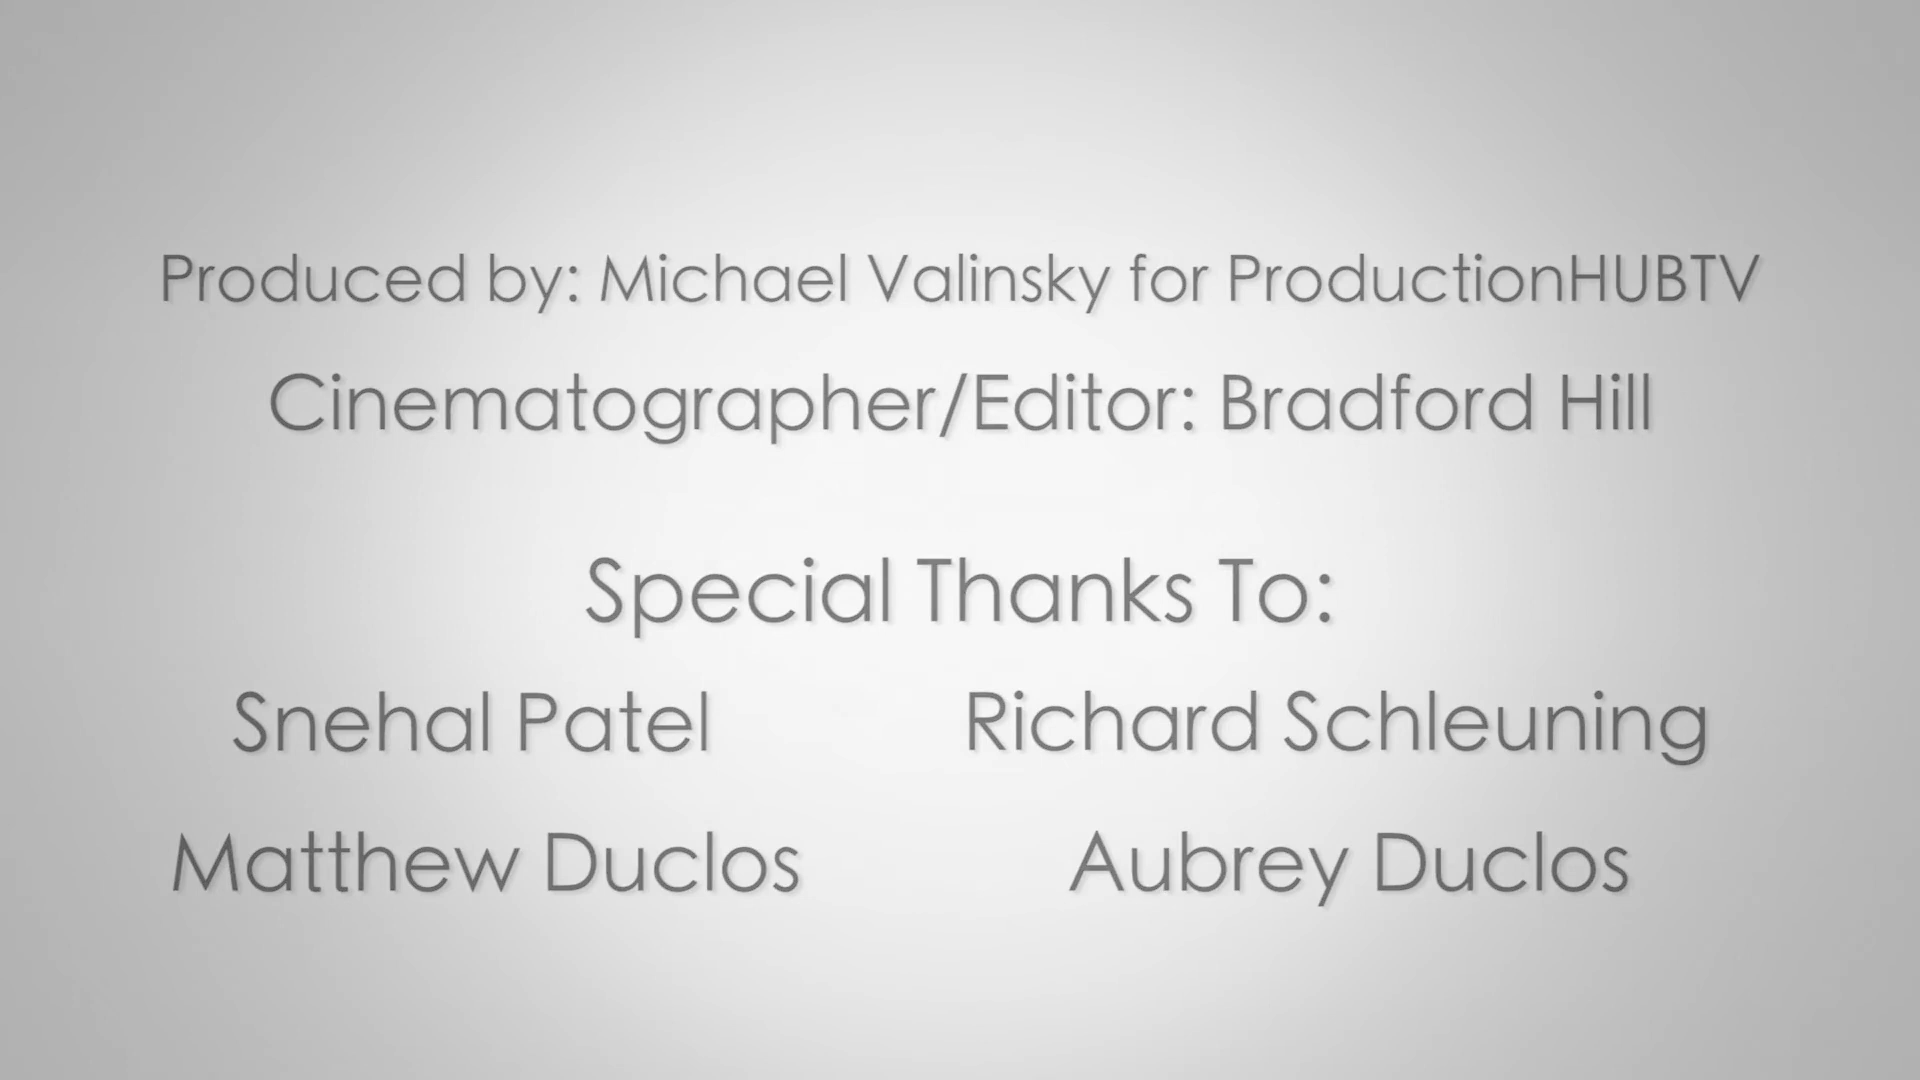 Produced by: Michael Valinsky for ProductionHUBTV
Cinematographer/Editor: Bradford Hill
Special Thanks To:
Snehal Patel Richard Schleuning
Matthew Duclos Aubrey Duclos